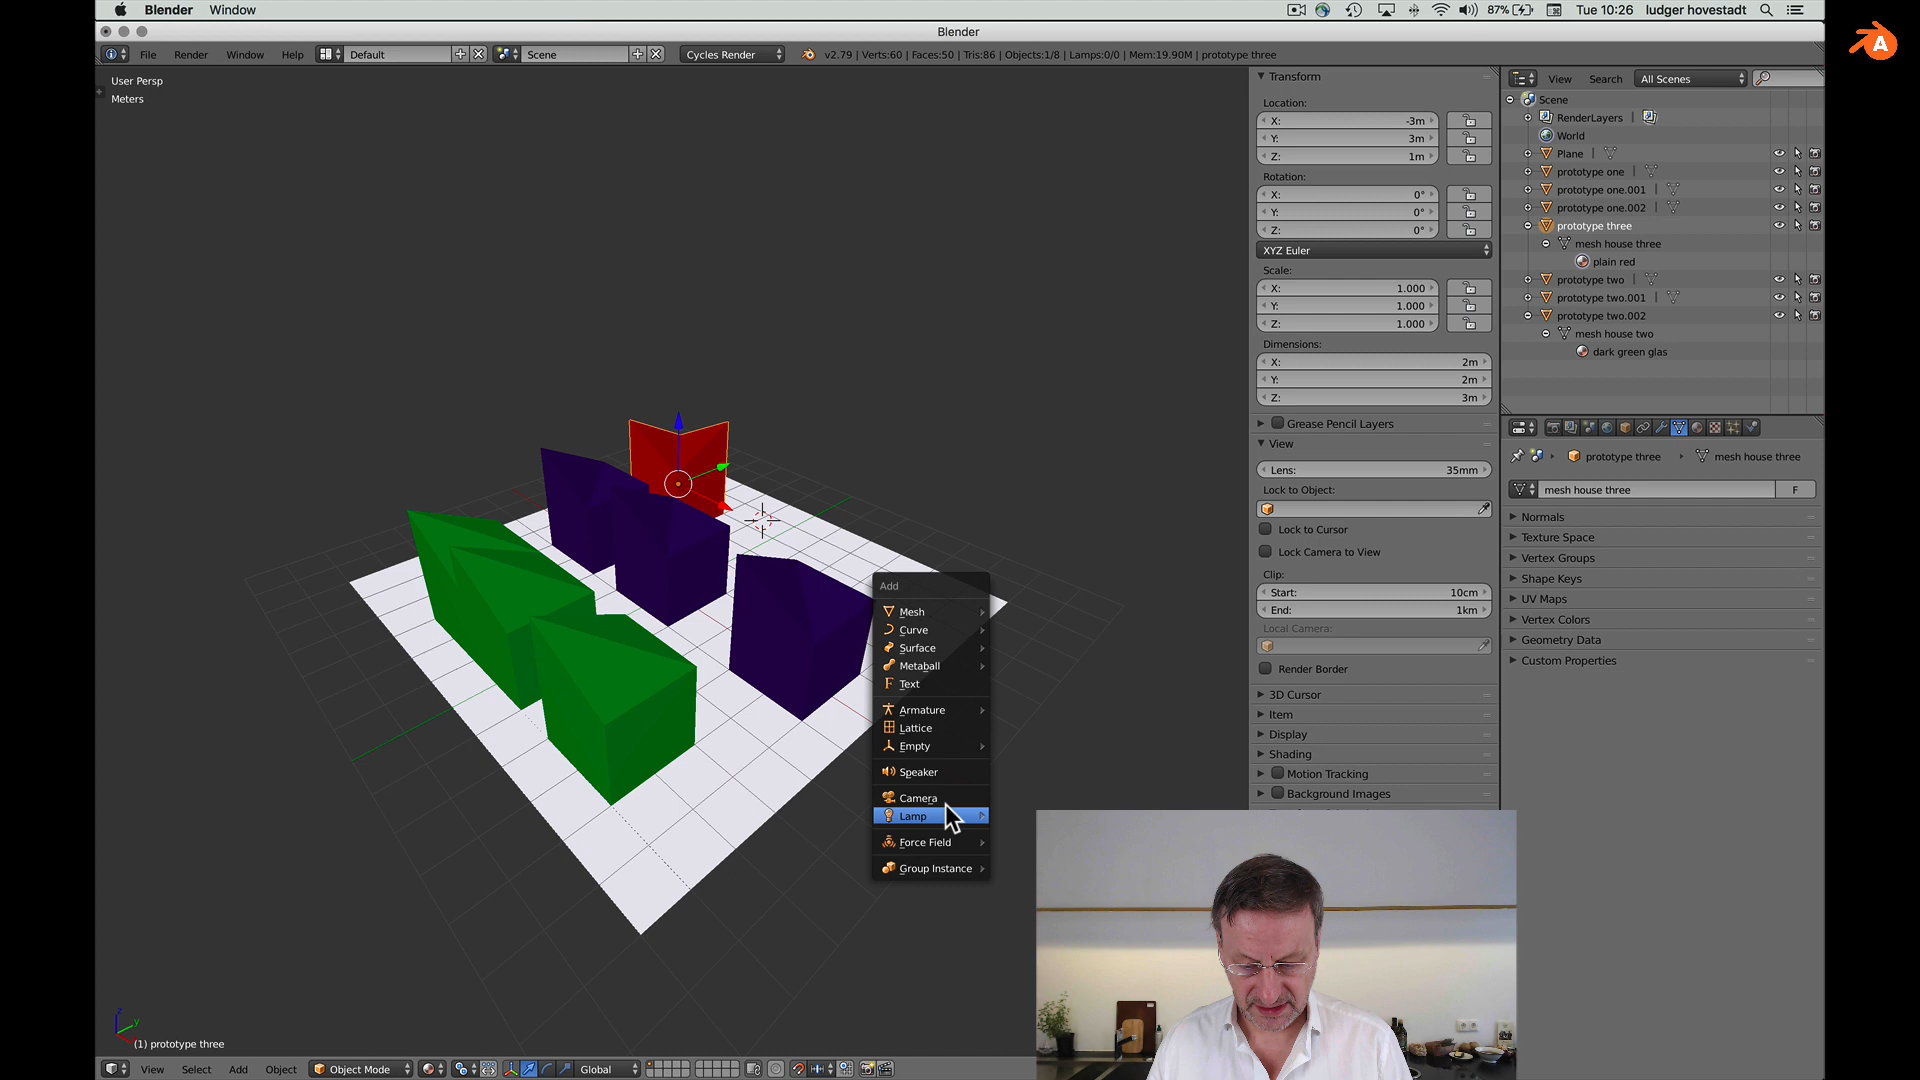 Blender Window 87% Tue 10:26 ludger hovestadt
A
Blender
File Render Window Help Default Scene Cycles Render v2.79 | Verts:60 | Faces:50 | Tris:86 | Objects:1/8 | Lamps:0/0 | Mem:19.90M | prototype three
User Persp
Meters
Transform
Location:
X: -3m
Y: 3m
Z: 1m
Rotation:
X: 0°
Y: 0°
Z: 0°
XYZ Euler
Scale:
X: 1.000
Y: 1.000
Z: 1.000
Dimensions:
X: 2m
Y: 2m
Z: 3m
Grease Pencil Layers
View
Lens: 35mm
Lock to Object:
Lock to Cursor
Lock Camera to View
Clip:
Start: 10cm
End: 1km
Local Camera:
Render Border
3D Cursor
Item
Display
Shading
Motion Tracking
Background Images
View Search All Scenes
Scene
RenderLayers
World
Plane
prototype one
prototype one.001
prototype one.002
prototype three
mesh house three
plain red
prototype two
prototype two.001
prototype two.002
mesh house two
dark green glas
prototype three mesh house three
mesh house three F
Normals
Texture Space
Vertex Groups
Shape Keys
UV Maps
Vertex Colors
Geometry Data
Custom Properties
Add
Mesh
Curve
Surface
Metaball
Text
Armature
Lattice
Empty
Speaker
Camera
Lamp
Force Field
Group Instance
z
y
(1) prototype three
View Select Add Object Object Mode Global